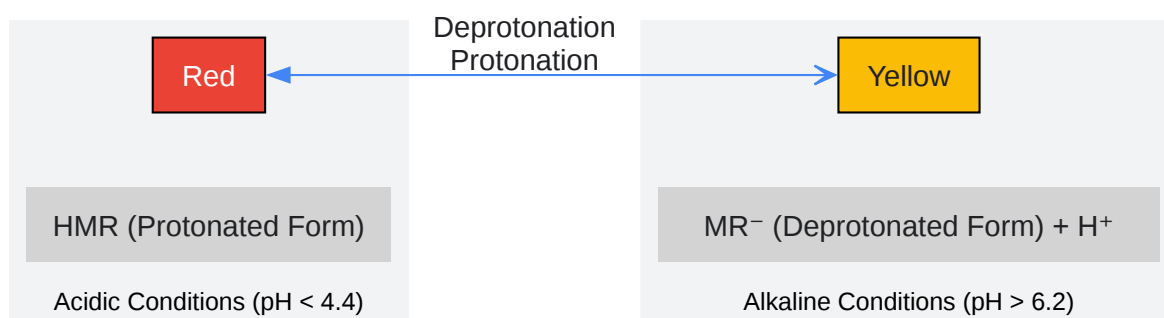 Deprotonation
Protonation
Red
Yellow
HMR (Protonated Form)
MR⁻ (Deprotonated Form) + H⁺
Acidic Conditions (pH < 4.4)
Alkaline Conditions (pH > 6.2)